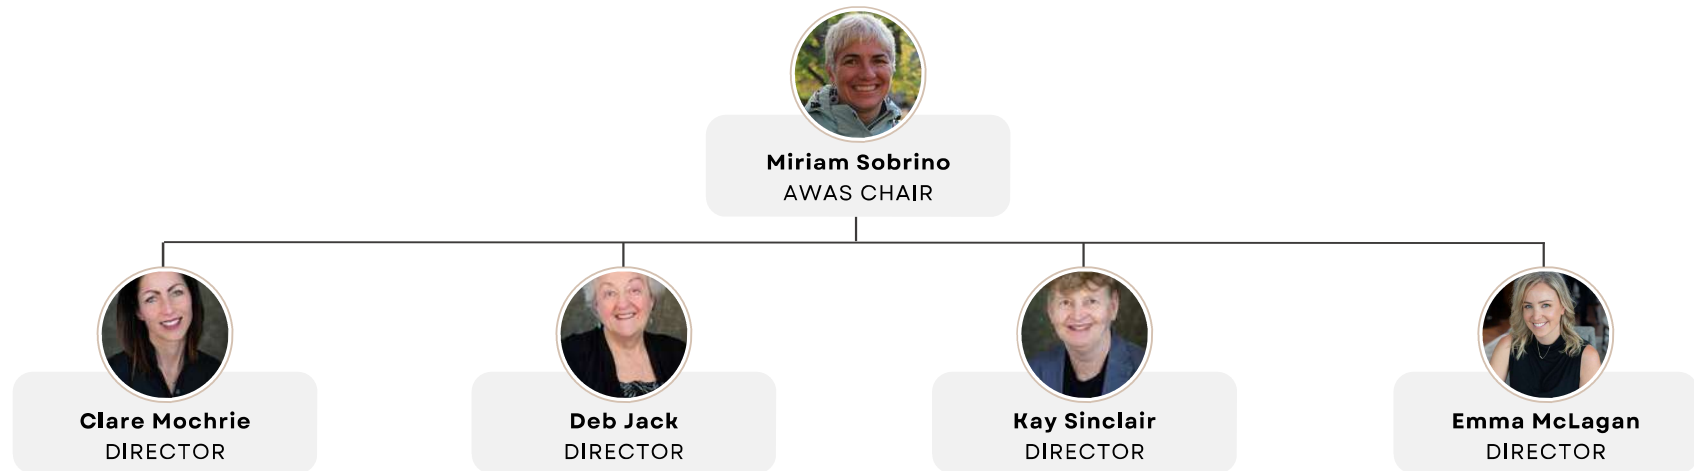 Miriam Sobrino
AWAS CHAIR
Clare Mochrie
DIRECTOR
Deb Jack
DIRECTOR
Kay Sinclair
DIRECTOR
Emma McLagan
DIRECTOR